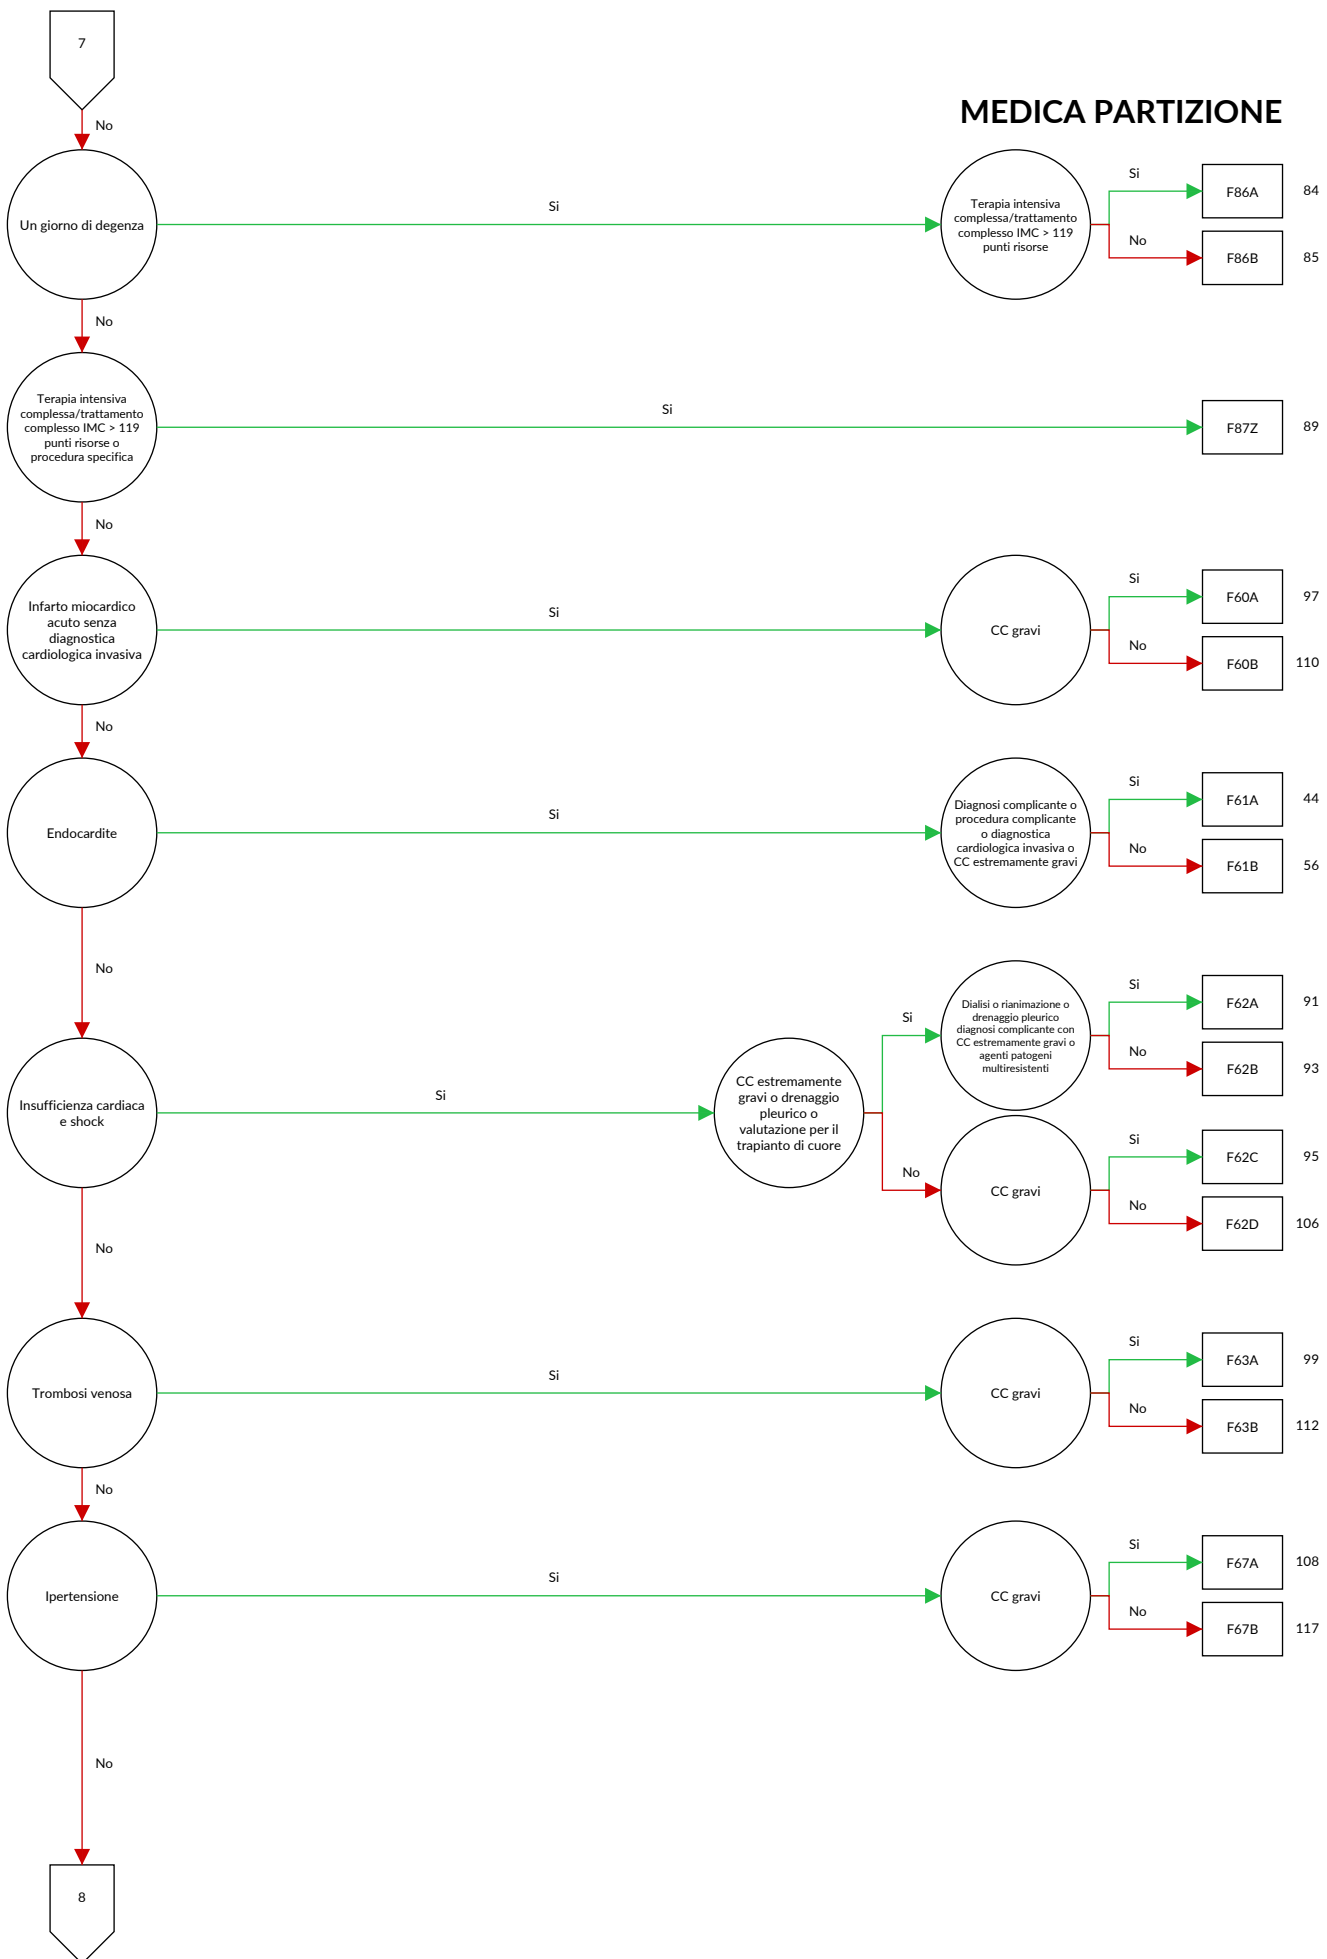 7
No
MEDICA PARTIZIONE
Un giorno di degenza
Si
Terapia intensiva
complessa/trattamento
complesso IMC > 119
punti risorse
Si
F86A
84
No
F86B
85
No
Terapia intensiva
complessa/trattamento
complesso IMC > 119
punti risorse o
procedura specifica
Si
F87Z
89
No
Infarto miocardico
acuto senza
diagnostica
cardiologica invasiva
Si
CC gravi
Si
F60A
97
No
F60B
110
No
Endocardite
Si
Diagnosi complicante o
procedura complicante
o diagnostica
cardiologica invasiva o
CC estremamente gravi
Si
F61A
44
No
F61B
56
No
Insufficienza cardiaca
e shock
Si
CC estremamente
gravi o drenaggio
pleurico o
valutazione per il
trapianto di cuore
Si
Dialisi o rianimazione o
drenaggio pleurico
diagnosi complicante con
CC estremamente gravi o
agenti patogeni
multiresistenti
Si
F62A
91
No
F62B
93
No
CC gravi
Si
F62C
95
No
F62D
106
No
Trombosi venosa
Si
CC gravi
Si
F63A
99
No
F63B
112
No
Ipertensione
Si
CC gravi
Si
F67A
108
No
F67B
117
No
8